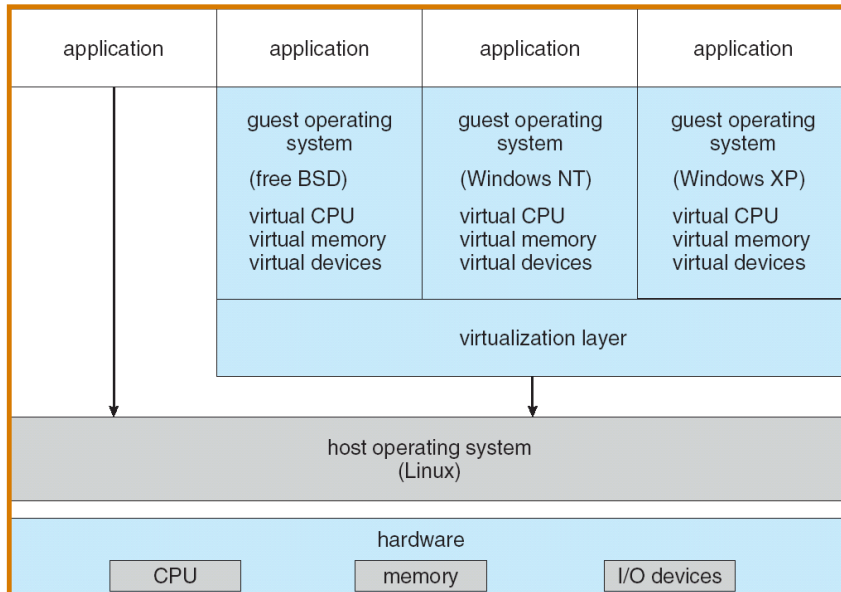 application
application
application
application
guest operating
system
(free BSD)
virtual CPU
virtual memory
virtual devices
guest operating
system
(Windows NT)
virtual CPU
virtual memory
virtual devices
guest operating
system
(Windows XP)
virtual CPU
virtual memory
virtual devices
virtualization layer
host operating system
(Linux)
hardware
CPU
memory
I/O devices